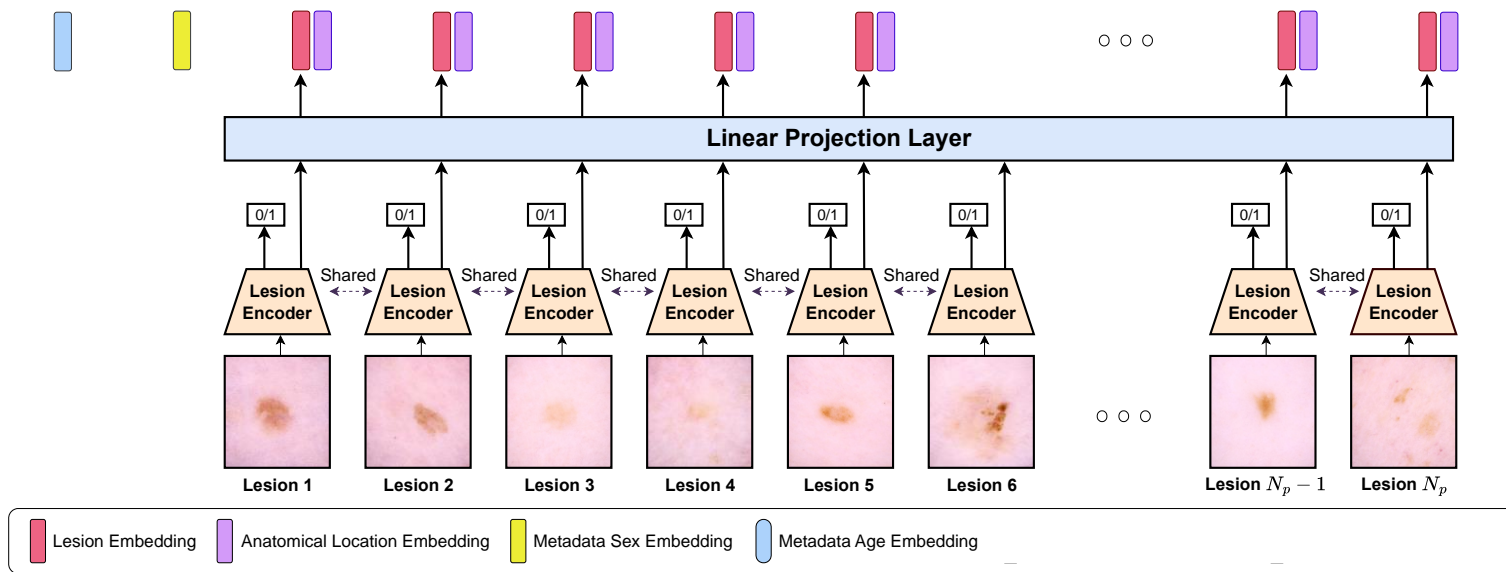 Linear Projection Layer
0/1 0/1 0/1 0/1 0/1 0/1 0/1 0/1
Shared Shared Shared Shared Shared Shared
Lesion Lesion Lesion Lesion Lesion Lesion Lesion Lesion
Encoder Encoder Encoder Encoder Encoder Encoder Encoder Encoder
Lesion 1 Lesion 2 Lesion 3 Lesion 4 Lesion 5 Lesion 6 Lesion N_p − 1 Lesion N_p
Lesion Embedding Anatomical Location Embedding Metadata Sex Embedding Metadata Age Embedding